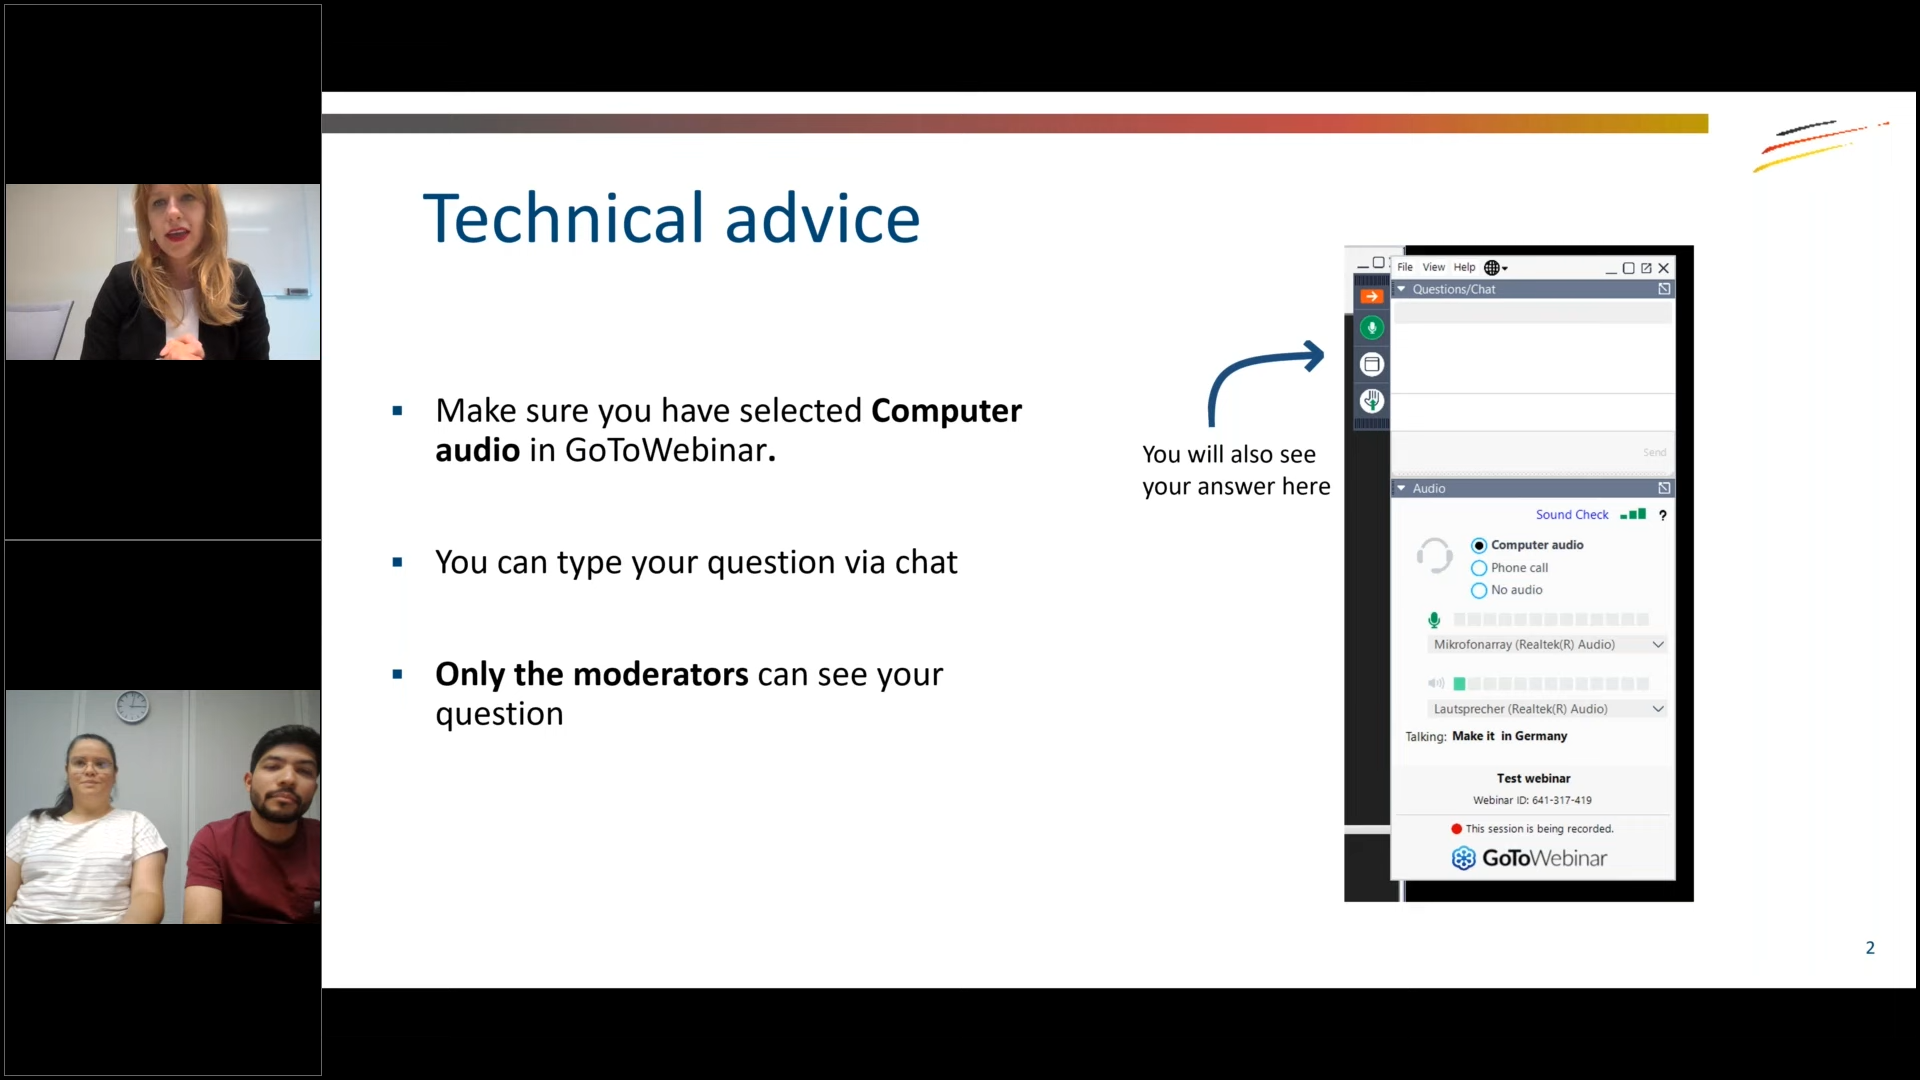 Technical advice
Make sure you have selected Computer
audio in GoToWebinar.
You can type your question via chat
Only the moderators can see your
question
You will also see
your answer here
File View Help
Questions/Chat
Send
Audio
Sound Check ?
Computer audio
Phone call
No audio
Mikrofonarray (Realtek(R) Audio)
Lautsprecher (Realtek(R) Audio)
Talking: Make it in Germany
Test webinar
Webinar ID: 641-317-419
This session is being recorded.
GoToWebinar
2